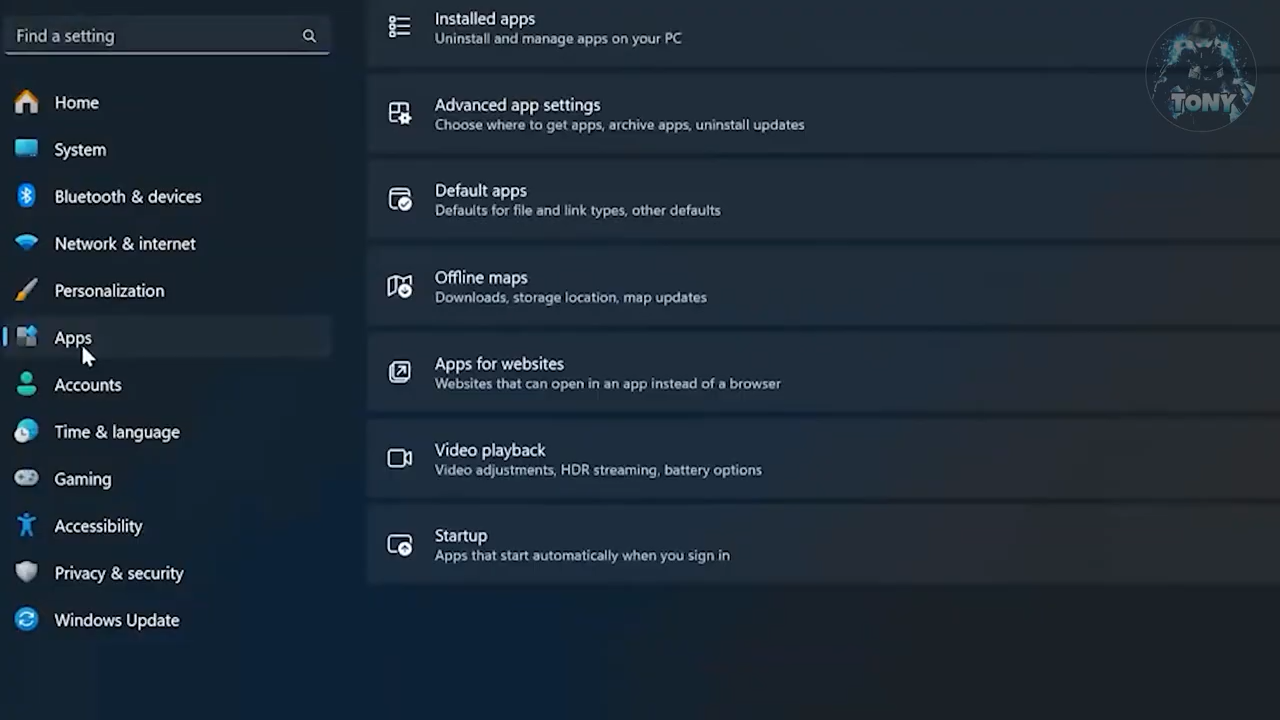 Find a setting
Home
System
Bluetooth & devices
Network & internet
Personalization
Apps
Accounts
Time & language
Gaming
Accessibility
Privacy & security
Windows Update
Installed apps
Uninstall and manage apps on your PC
Advanced app settings
Choose where to get apps, archive apps, uninstall updates
Default apps
Defaults for file and link types, other defaults
Offline maps
Downloads, storage location, map updates
Apps for websites
Websites that can open in an app instead of a browser
Video playback
Video adjustments, HDR streaming, battery options
Startup
Apps that start automatically when you sign in
TONY